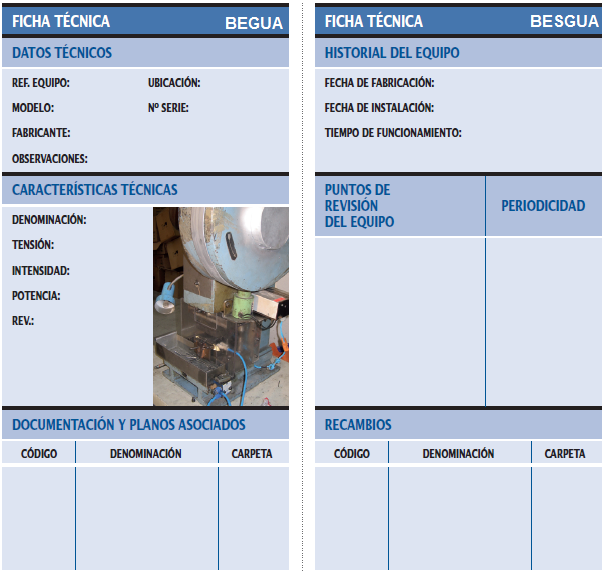 FICHA TÉCNICA BEGUA
DATOS TÉCNICOS
REF. EQUIPO: UBICACIÓN:
MODELO: Nº SERIE:
FABRICANTE:
OBSERVACIONES:
CARACTERÍSTICAS TÉCNICAS
DENOMINACIÓN:
TENSIÓN:
INTENSIDAD:
POTENCIA:
REV.:
DOCUMENTACIÓN Y PLANOS ASOCIADOS
CÓDIGO DENOMINACIÓN CARPETA
FICHA TÉCNICA BESGUA
HISTORIAL DEL EQUIPO
FECHA DE FABRICACIÓN:
FECHA DE INSTALACIÓN:
TIEMPO DE FUNCIONAMIENTO:
PUNTOS DE
REVISIÓN
DEL EQUIPO
PERIODICIDAD
RECAMBIOS
CÓDIGO DENOMINACIÓN CARPETA